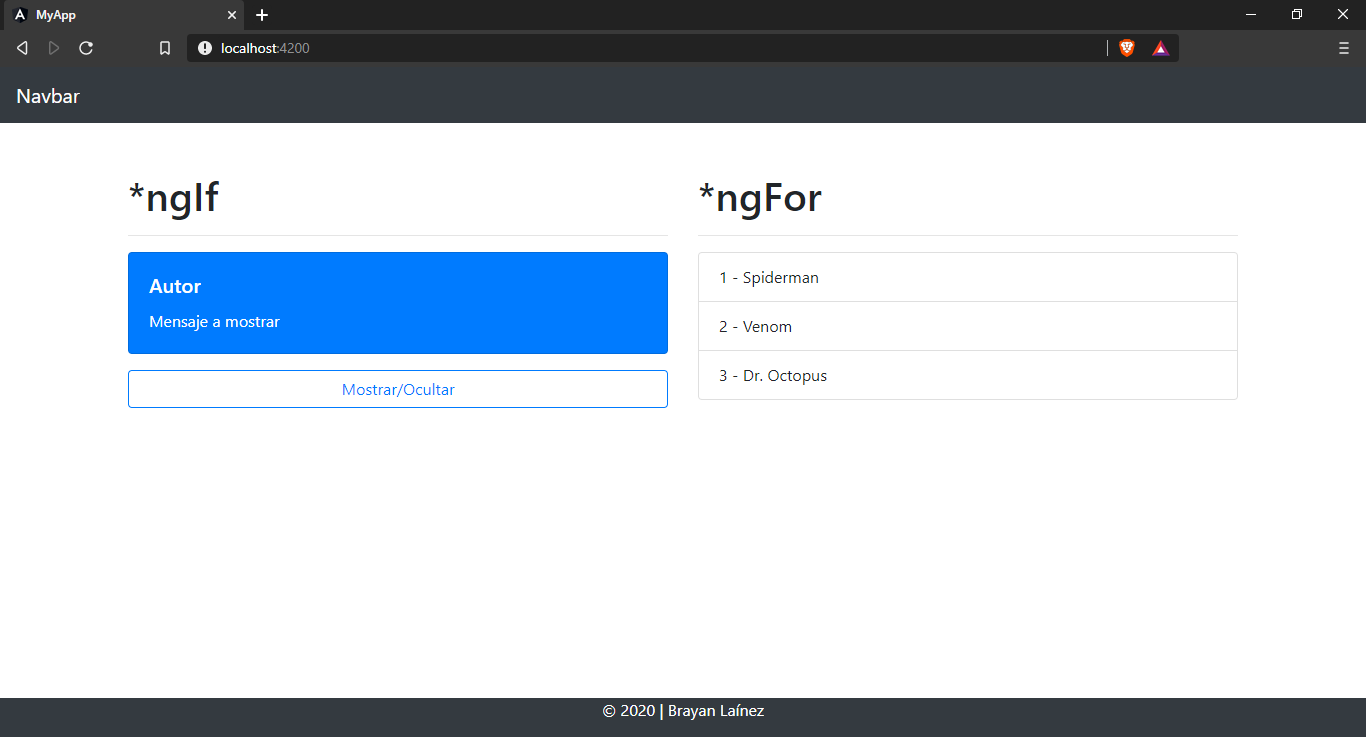 MyApp
localhost:4200
Navbar
*ngIf
Autor
Mensaje a mostrar
Mostrar/Ocultar
*ngFor
1 - Spiderman
2 - Venom
3 - Dr. Octopus
© 2020 | Brayan Laínez